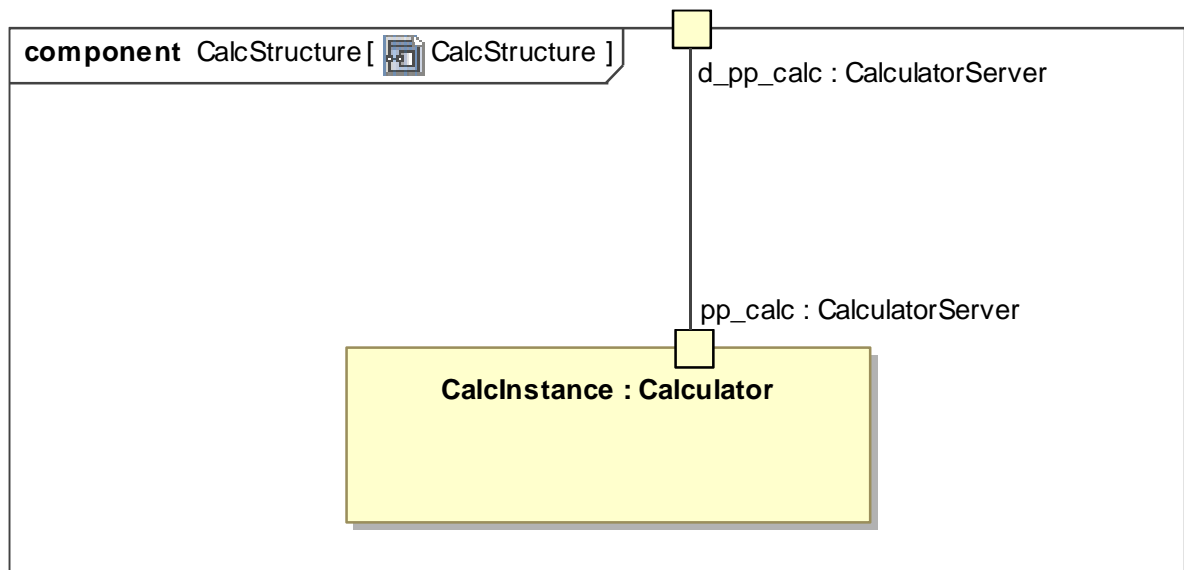 component CalcStructure [ CalcStructure ]
d_pp_calc : CalculatorServer
pp_calc : CalculatorServer
CalcInstance : Calculator